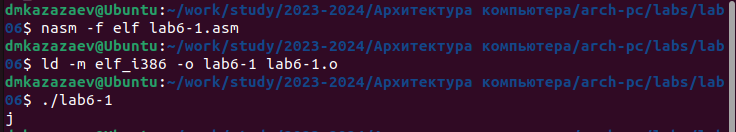 dmkazazaev@Ubuntu:~/work/study/2023-2024/Архитектура компьютера/arch-pc/labs/lab
06$ nasm -f elf lab6-1.asm
dmkazazaev@Ubuntu:~/work/study/2023-2024/Архитектура компьютера/arch-pc/labs/lab
06$ ld -m elf_i386 -o lab6-1 lab6-1.o
dmkazazaev@Ubuntu:~/work/study/2023-2024/Архитектура компьютера/arch-pc/labs/lab
06$ ./lab6-1
j